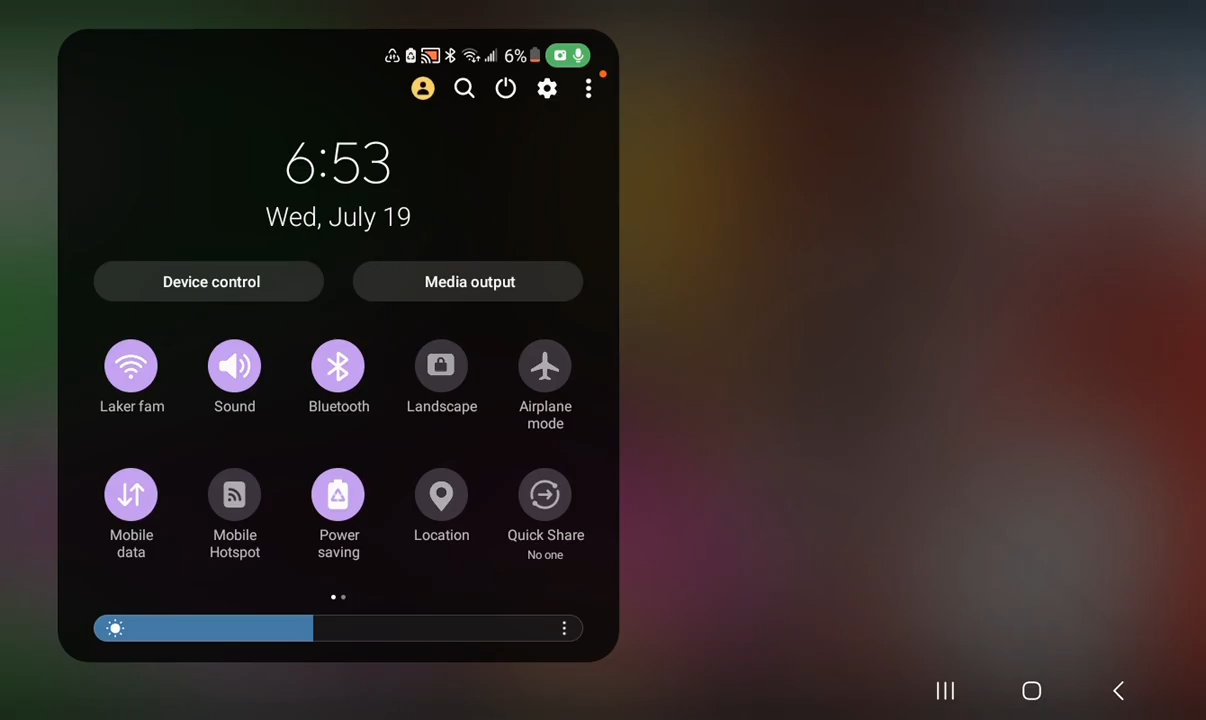 6%
6:53
Wed, July 19
Device control Media output
Laker fam Sound Bluetooth Landscape Airplane
mode
Mobile Mobile Power Location Quick Share
data Hotspot saving No one